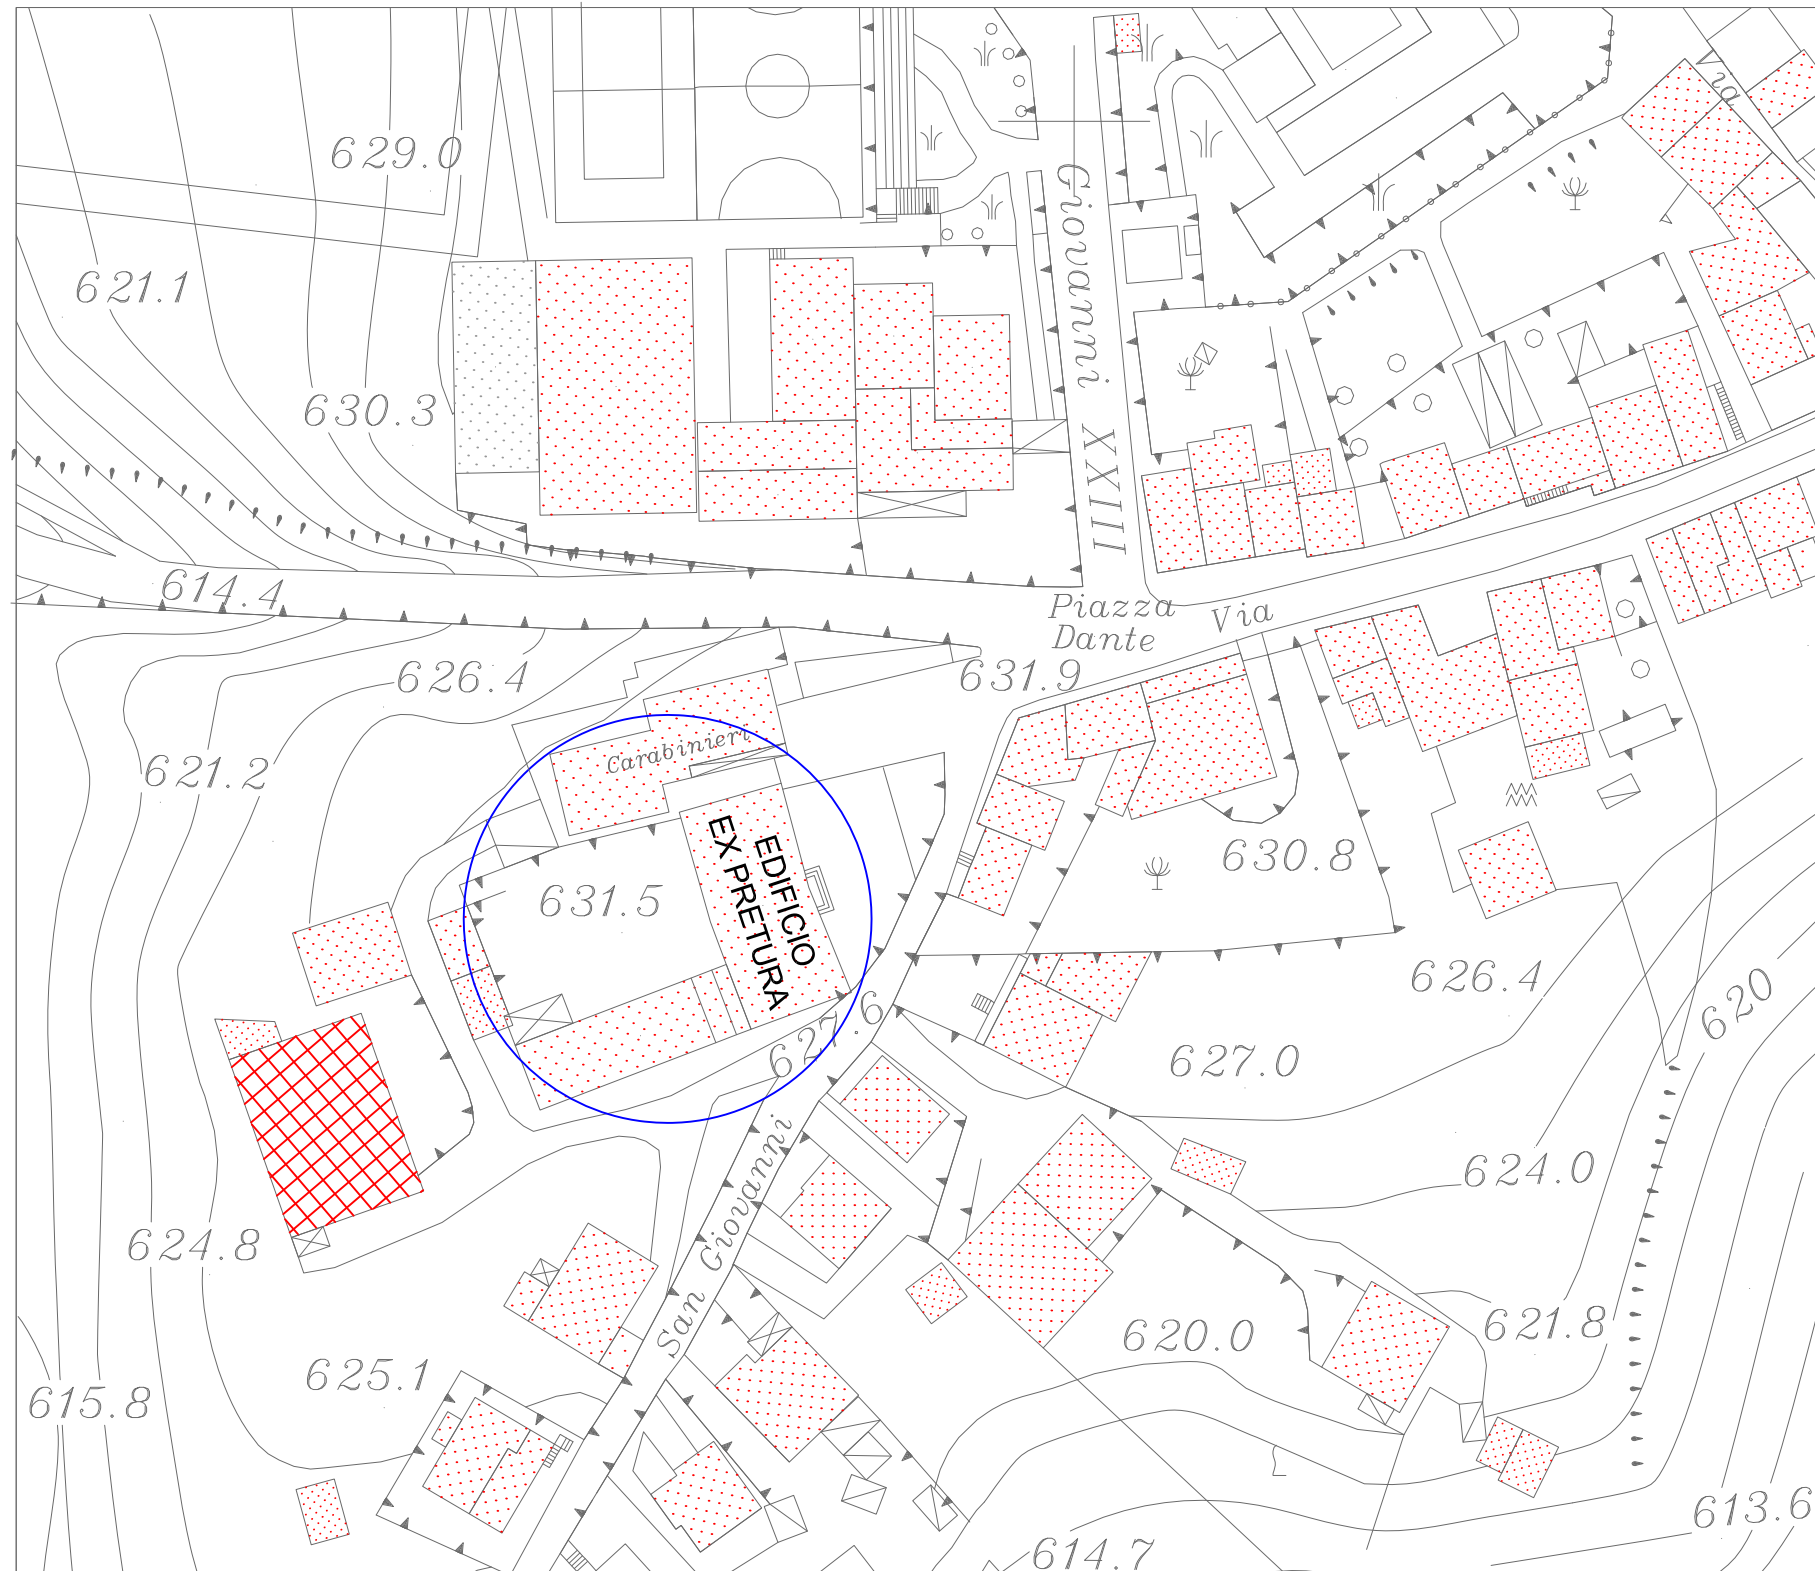 Via
629.0
621.1
Giovanni XXIII
630.3
614.4
Piazza
Dante
Via
626.4
631.9
Carabinieri
621.2
EDIFICIO
EX PRETURA
630.8
631.5
626.4
620
627.6
627.0
San Giovanni
624.0
624.8
621.8
620.0
625.1
615.8
613.6
614.7